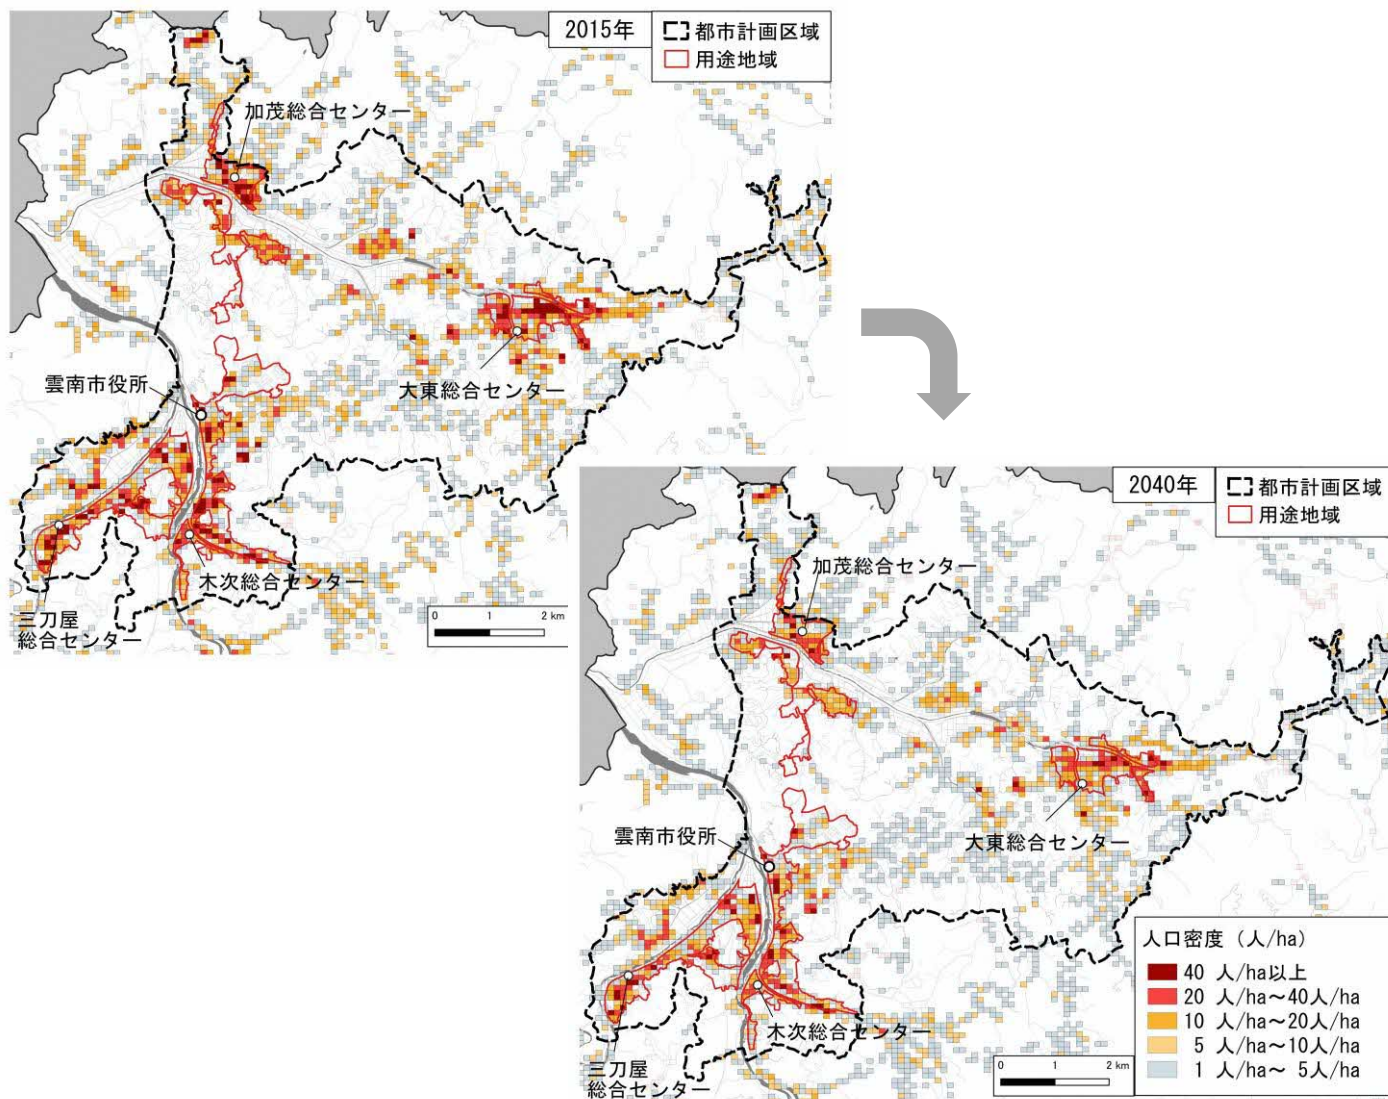 2015年
都市計画区域
用途地域
加茂総合センター
雲南市役所
大東総合センター
木次総合センター
三刀屋
総合センター
0 1 2 km
2040年
都市計画区域
用途地域
加茂総合センター
雲南市役所
大東総合センター
木次総合センター
三刀屋
総合センター
0 1 2 km
人口密度（人/ha）
40 人/ha以上
20 人/ha～40人/ha
10 人/ha～20人/ha
5 人/ha～10人/ha
1 人/ha～ 5人/ha